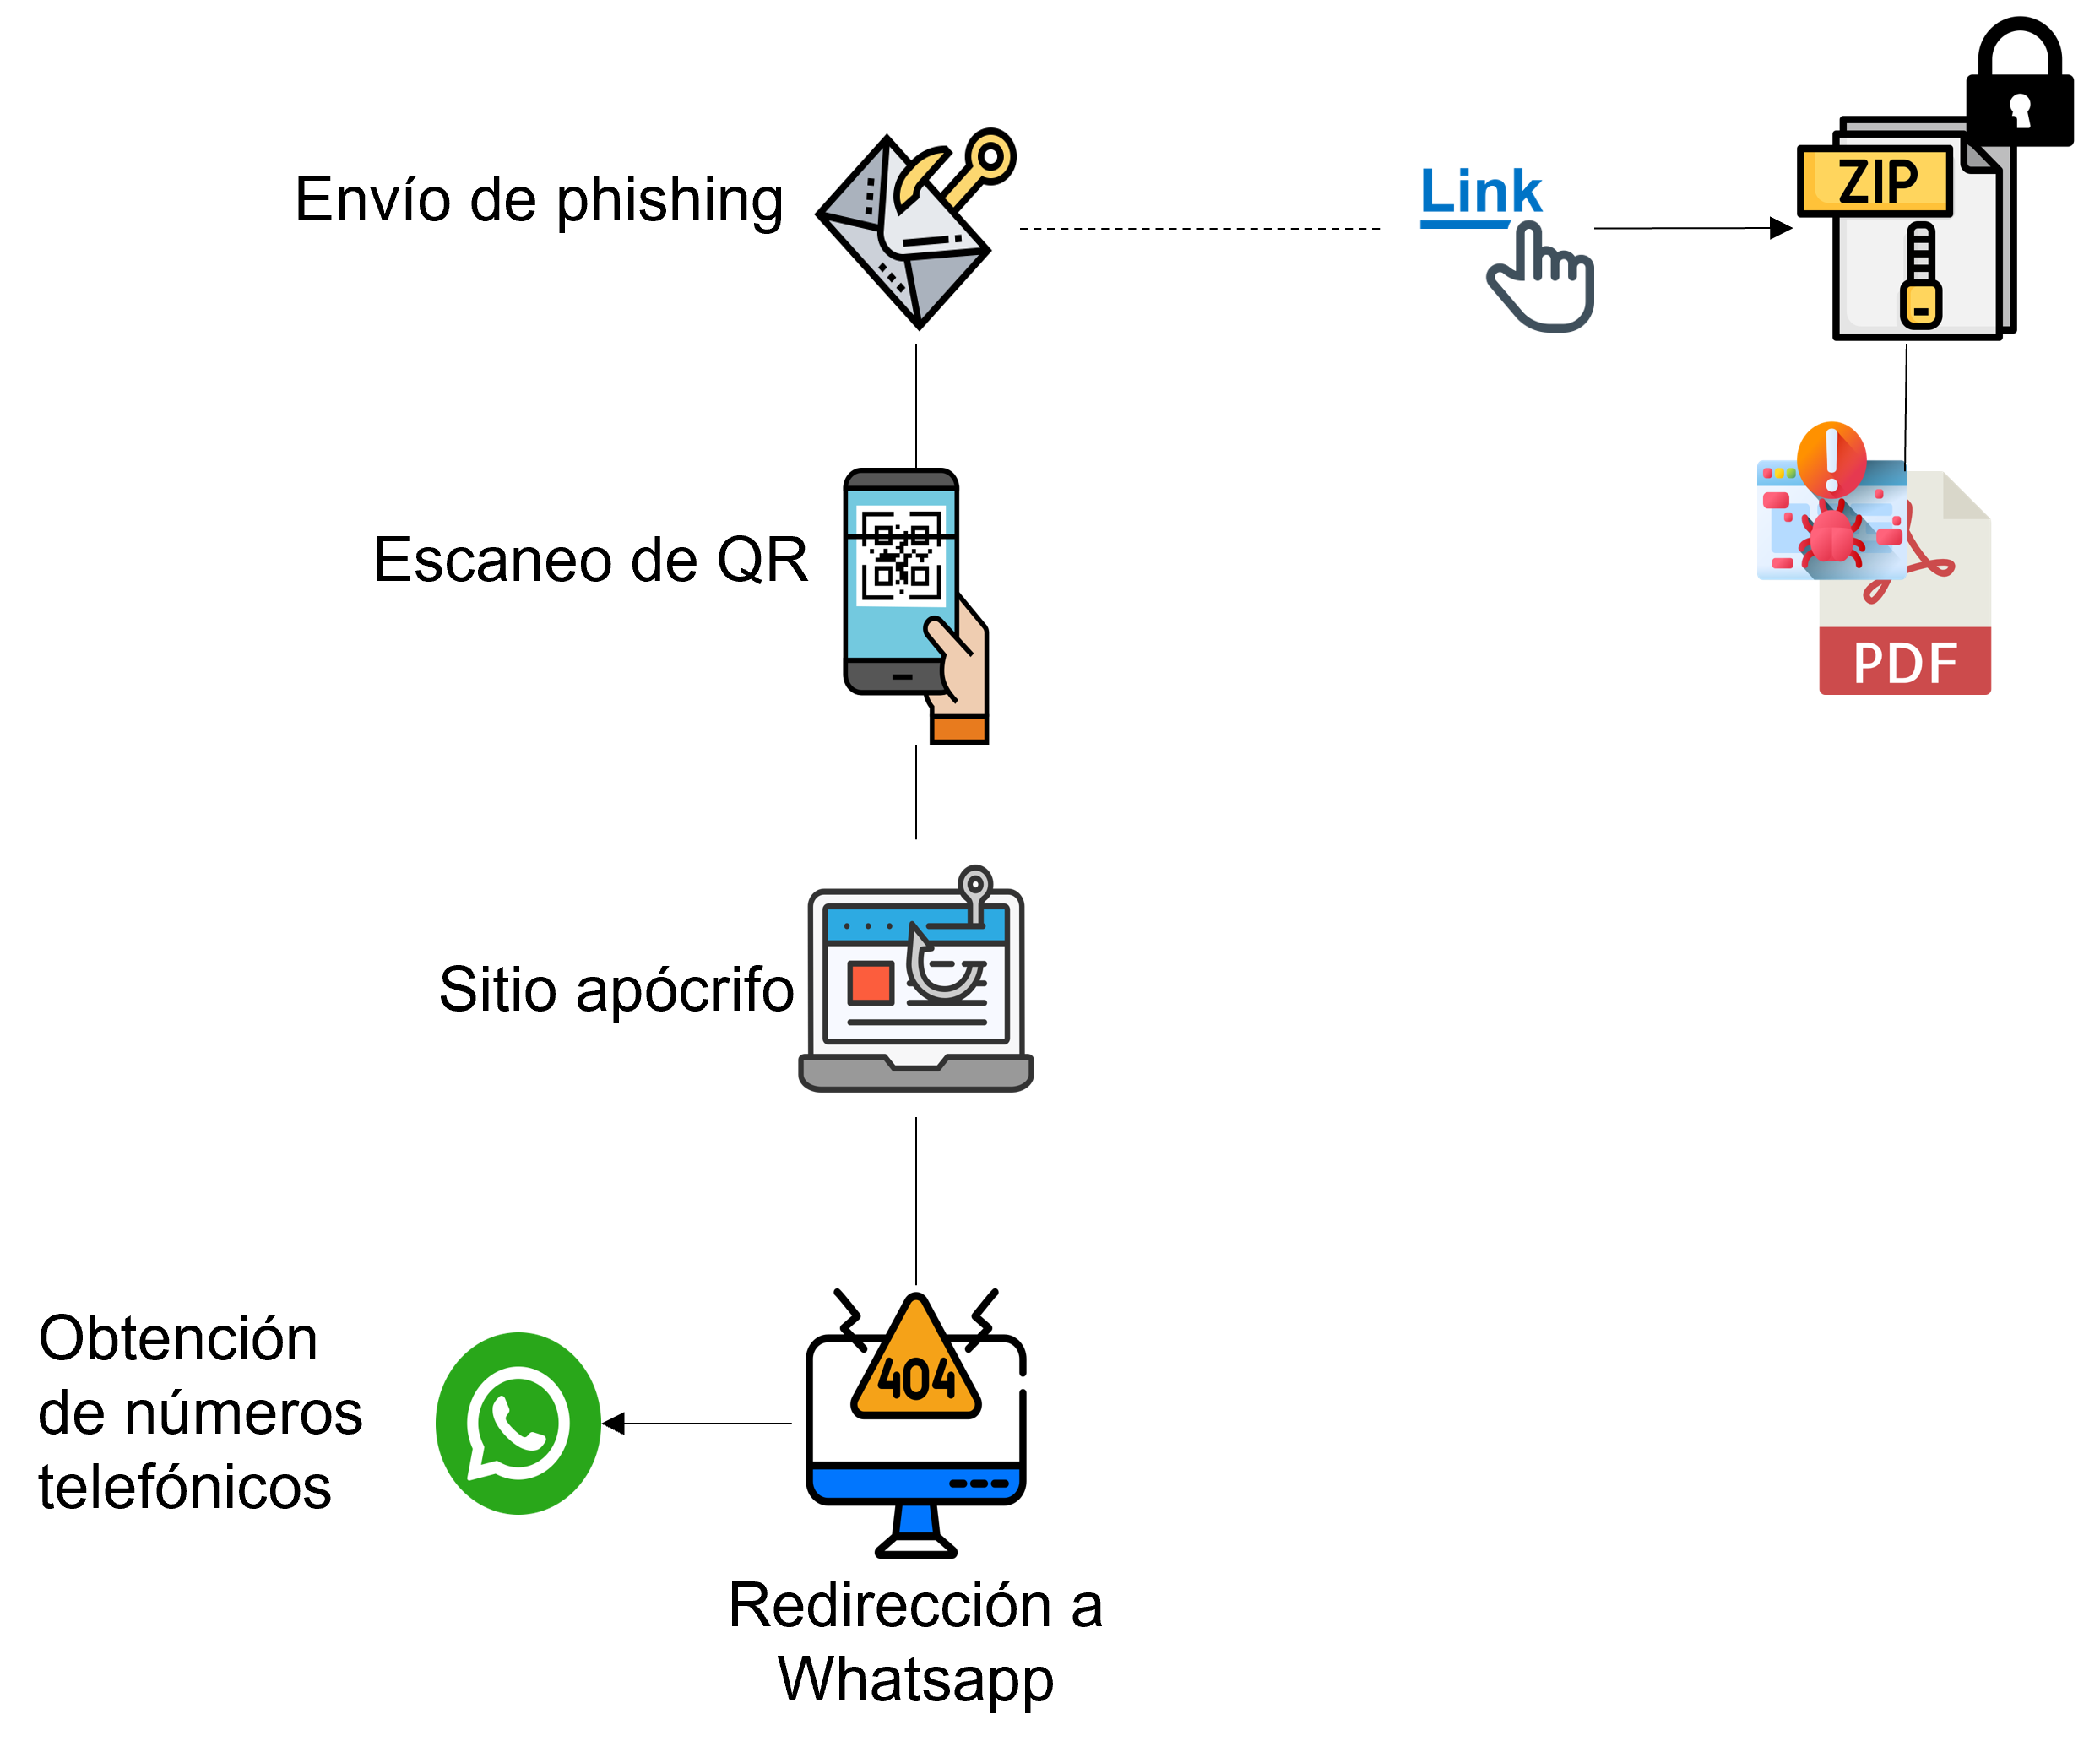 Envío de phishing
Link
ZIP
Escaneo de QR
PDF
Sitio apócrifo
404
Obtención
de números
telefónicos
Redirección a
Whatsapp